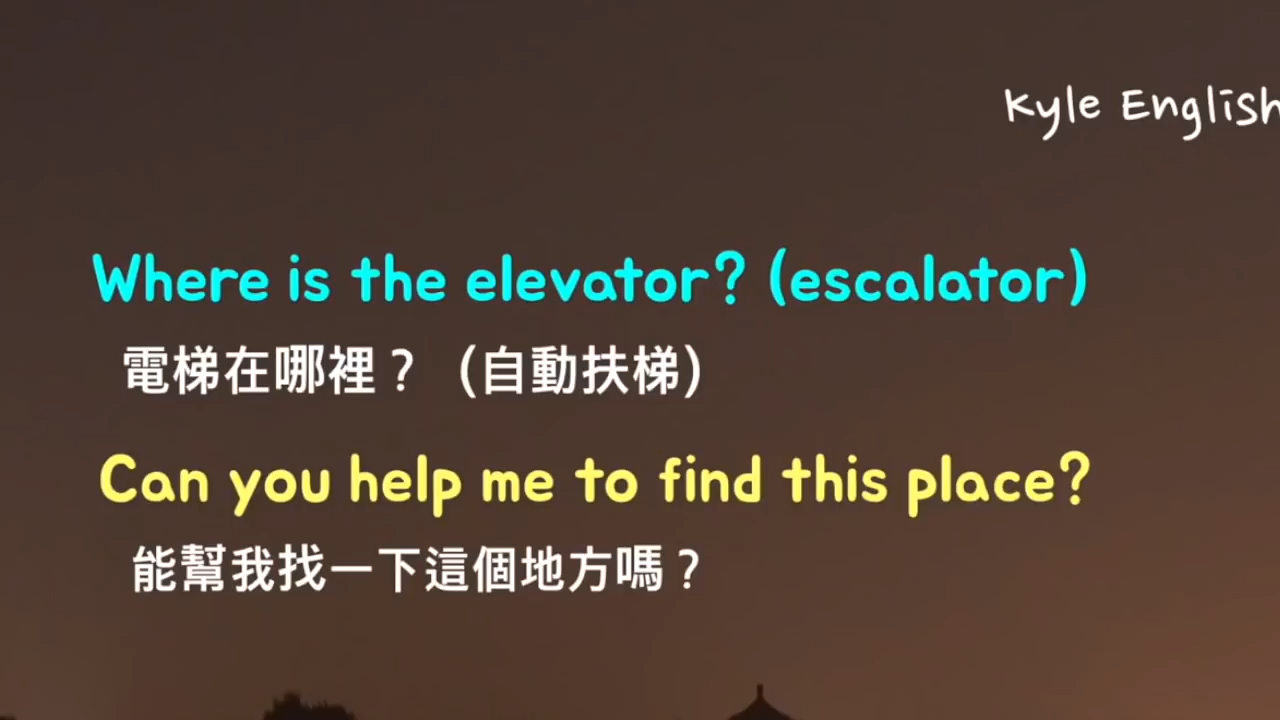 Kyle English
Where is the elevator? (escalator)
電梯在哪裡？ (自動扶梯)
Can you help me to find this place?
能幫我找一下這個地方嗎？